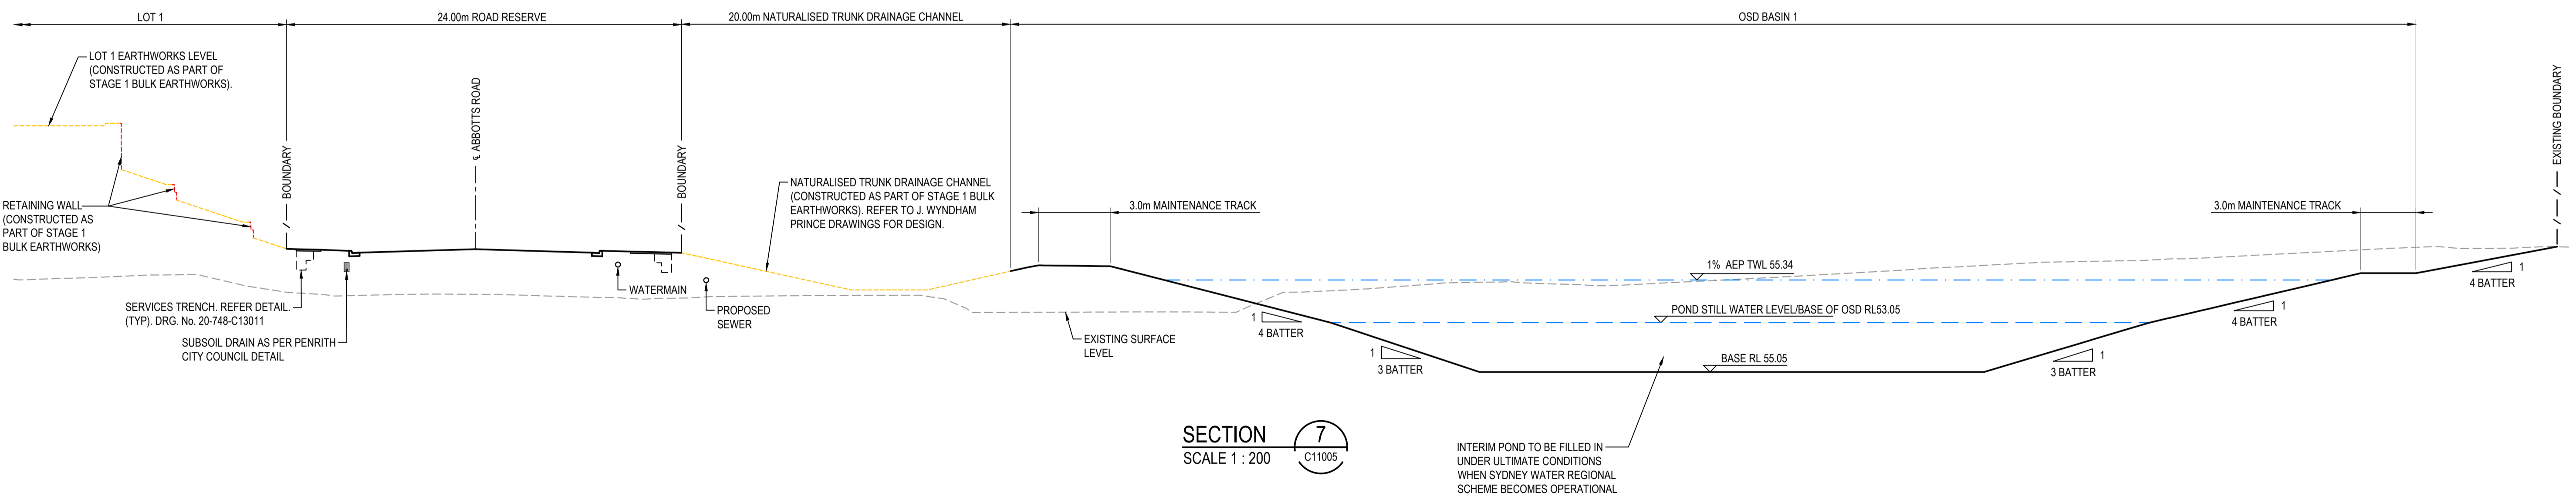 LOT 1
24.00m ROAD RESERVE
20.00m NATURALISED TRUNK DRAINAGE CHANNEL
OSD BASIN 1
LOT 1 EARTHWORKS LEVEL
(CONSTRUCTED AS PART OF
STAGE 1 BULK EARTHWORKS).
RETAINING WALL
(CONSTRUCTED AS
PART OF STAGE 1
BULK EARTHWORKS)
BOUNDARY
℄ ABBOTTS ROAD
BOUNDARY
SERVICES TRENCH. REFER DETAIL.
(TYP). DRG. No. 20-748-C13011
SUBSOIL DRAIN AS PER PENRITH
CITY COUNCIL DETAIL
WATERMAIN
PROPOSED
SEWER
NATURALISED TRUNK DRAINAGE CHANNEL
(CONSTRUCTED AS PART OF STAGE 1 BULK
EARTHWORKS). REFER TO J. WYNDHAM
PRINCE DRAWINGS FOR DESIGN.
3.0m MAINTENANCE TRACK
EXISTING SURFACE
LEVEL
1
4 BATTER
1
3 BATTER
1% AEP TWL 55.34
POND STILL WATER LEVEL/BASE OF OSD RL53.05
BASE RL 55.05
3.0m MAINTENANCE TRACK
EXISTING BOUNDARY
1
4 BATTER
1
4 BATTER
1
3 BATTER
INTERIM POND TO BE FILLED IN
UNDER ULTIMATE CONDITIONS
WHEN SYDNEY WATER REGIONAL
SCHEME BECOMES OPERATIONAL
SECTION
SCALE 1 : 200
7
C11005